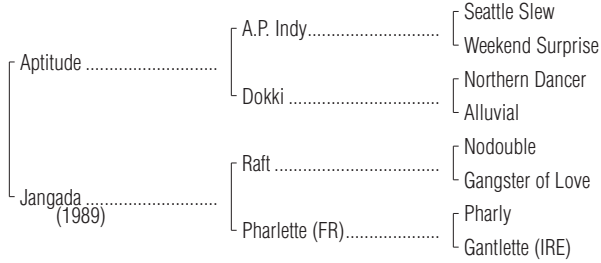 Seattle Slew
A.P. Indy
Weekend Surprise
Aptitude
Northern Dancer
Dokki
Alluvial
Nodouble
Raft
Gangster of Love
Jangada
(1989)
Pharly
Pharlette (FR)
Gantlette (IRE)